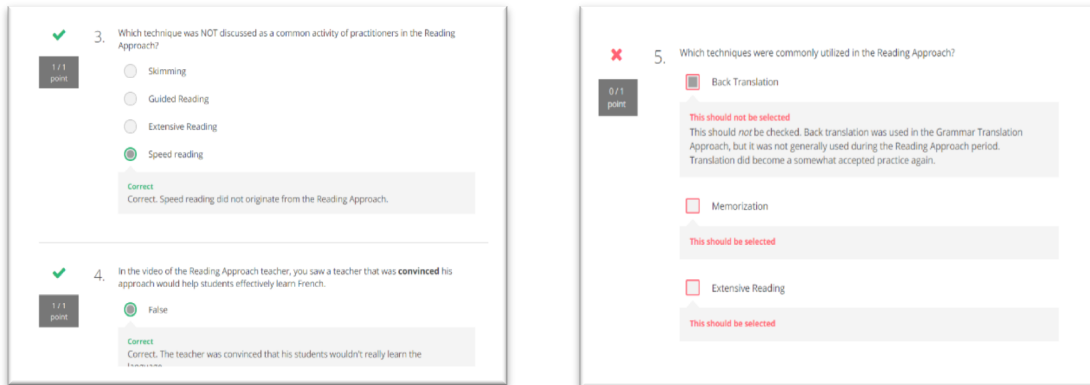 3. Which technique was NOT discussed as a common activity of practitioners in the Reading
Approach?
1 / 1
point
Skimming
Guided Reading
Extensive Reading
Speed reading
Correct
Correct. Speed reading did not originate from the Reading Approach.
4. In the video of the Reading Approach teacher, you saw a teacher that was convinced his
approach would help students effectively learn French.
1 / 1
point
False
Correct
Correct. The teacher was convinced that his students wouldn't really learn the
5. Which techniques were commonly utilized in the Reading Approach?
0 / 1
point
Back Translation
This should not be selected
This should not be checked. Back translation was used in the Grammar Translation
Approach, but it was not generally used during the Reading Approach period.
Translation did become a somewhat accepted practice again.
Memorization
This should be selected
Extensive Reading
This should be selected